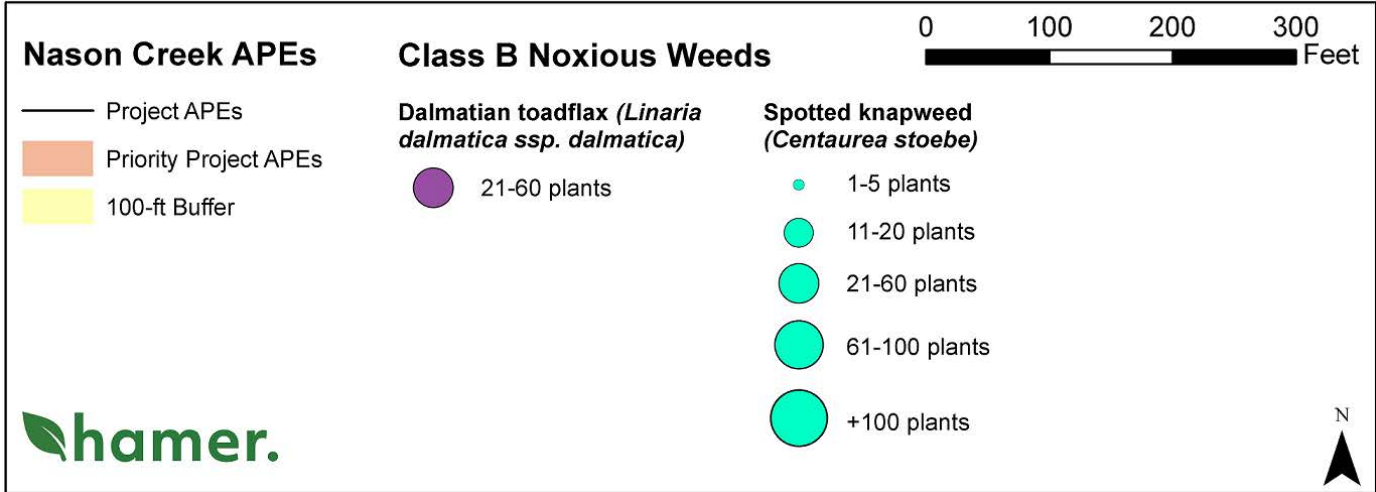 Nason Creek APEs
Project APEs
Priority Project APEs
100-ft Buffer
Class B Noxious Weeds
Dalmatian toadflax (Linaria
dalmatica ssp. dalmatica)
21-60 plants
Spotted knapweed
(Centaurea stoebe)
1-5 plants
11-20 plants
21-60 plants
61-100 plants
+100 plants
0 100 200 300
Feet
hamer.
N